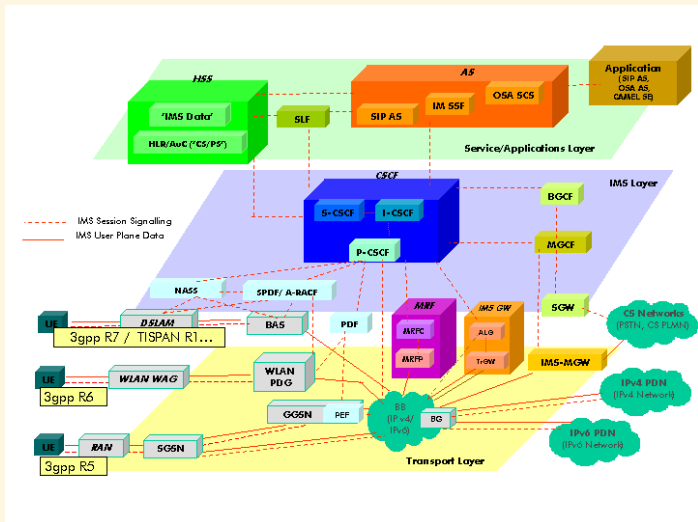 HSS
AS
Application
(SIP AS,
OSA AS,
CAMEL SE)
OSA SCS
IM SSF
SIP AS
'IMS Data'
SLF
HLR/AuC ("CS/PS")
Service/Applications Layer
CSCF
IMS Layer
S-CSCF
I-CSCF
BGCF
IMS Session Signalling
IMS User Plane Data
P-CSCF
MGCF
NASS
SPDF/ A-RACF
MRF
IMS GW
SGW
CS Networks
(PSTN, CS PLMN)
UE
DSLAM
BAS
PDF
MRFC
ALG
3gpp R7 / TISPAN R1...
MRFP
TrGW
IMS-MGW
UE
WLAN WAG
WLAN
PDG
IPv4 PDN
(IPv4 Network)
3gpp R6
GGSN
PEF
BB
(IPv4/
IPv6)
BG
IPv6 PDN
(IPv6 Network)
UE
RAN
SGSN
3gpp R5
Transport Layer